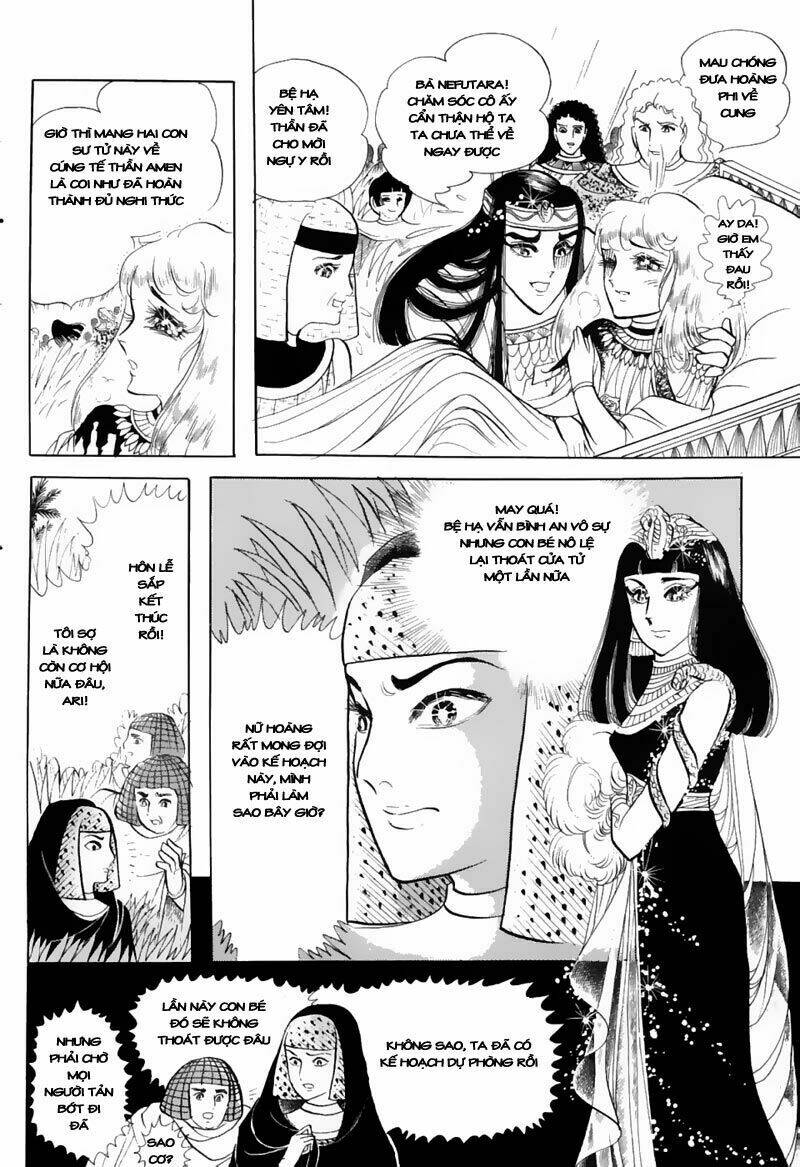 MAU CHÓNG
ĐƯA HOÀNG
PHI VỀ
CUNG
BÀ NEFUTARA!
CHĂM SÓC CÔ ẤY
CẨN THẬN HỘ TA
TA CHƯA THỂ VỀ
NGAY ĐƯỢC
BỆ HẠ
YÊN TÂM!
THẦN ĐÃ
CHO MỜI
NGỰ Y RỒI
AY DA!
GIỜ EM
THẤY
ĐAU
RỒI!
GIỜ THÌ MANG HAI CON
SƯ TỬ NÀY VỀ
CÚNG TẾ THẦN AMEN
LÀ COI NHƯ ĐÃ HOÀN
THÀNH ĐỦ NGHI THỨC
MAY QUÁ!
BỆ HẠ VẪN BÌNH AN VÔ SỰ
NHƯNG CON BÉ NÔ LỆ
LẠI THOÁT CỬA TỬ
MỘT LẦN NỮA
NỮ HOÀNG
RẤT MONG ĐỢI
VÀO KẾ HOẠCH
NÀY, MÌNH
PHẢI LÀM
SAO BÂY GIỜ?
HÔN LỄ
SẮP
KẾT
THÚC
RỒI!
TÔI SỢ
LÀ KHÔNG
CÒN CƠ HỘI
NỮA ĐÂU,
ARI!
KHÔNG SAO, TA ĐÃ CÓ
KẾ HOẠCH DỰ PHÒNG RỒI
LẦN NÀY CON BÉ
ĐÓ SẼ KHÔNG
THOÁT ĐƯỢC ĐÂU
SAO
CƠ?
NHƯNG
PHẢI CHỜ
MỌI
NGƯỜI TẢN
BỚT ĐI
ĐÃ